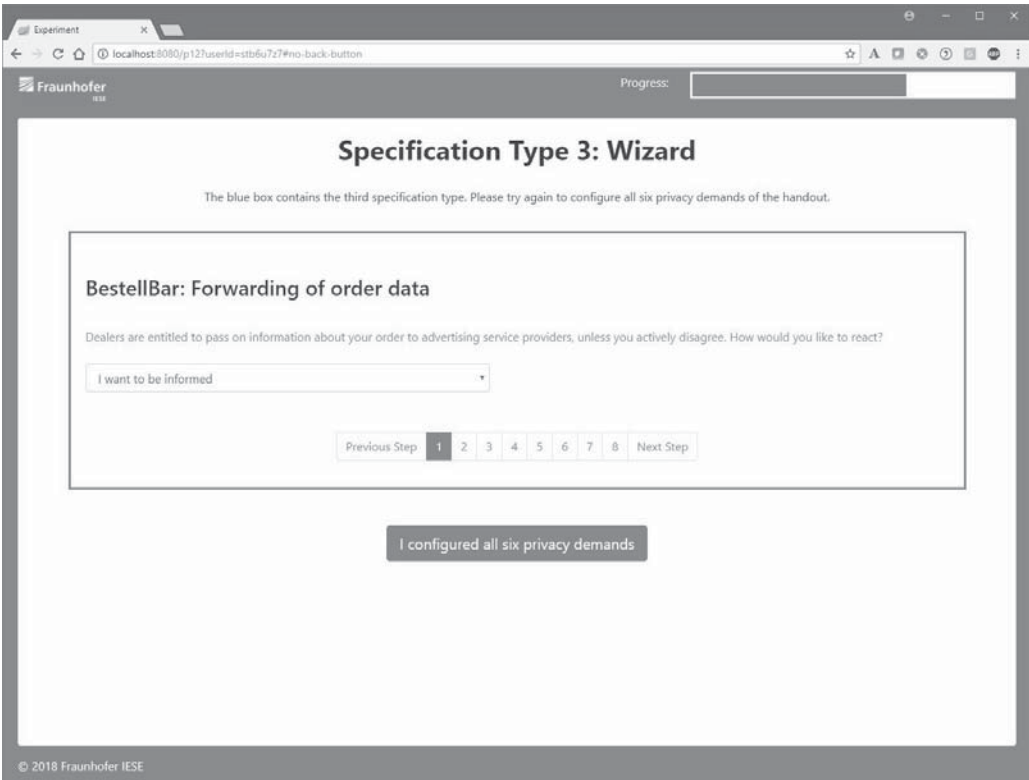 Experiment
localhost:8080/p12?userId=stb6u7z7#no-back-button
A
ABP
Fraunhofer
IESE
Progress:
Specification Type 3: Wizard
The blue box contains the third specification type. Please try again to configure all six privacy demands of the handout.
BestellBar: Forwarding of order data
Dealers are entitled to pass on information about your order to advertising service providers, unless you actively disagree. How would you like to react?
I want to be informed
Previous Step 1 2 3 4 5 6 7 8 Next Step
I configured all six privacy demands
© 2018 Fraunhofer IESE